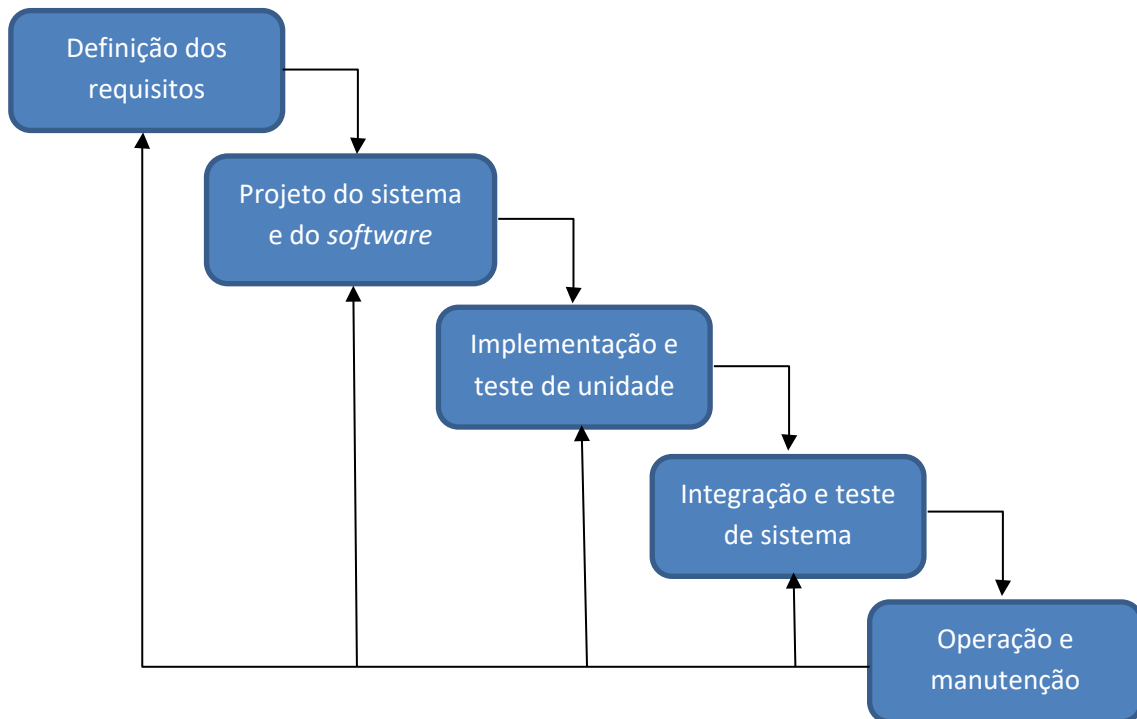 Definição dos
requisitos
Projeto do sistema
e do software
Implementação e
teste de unidade
Integração e teste
de sistema
Operação e
manutenção